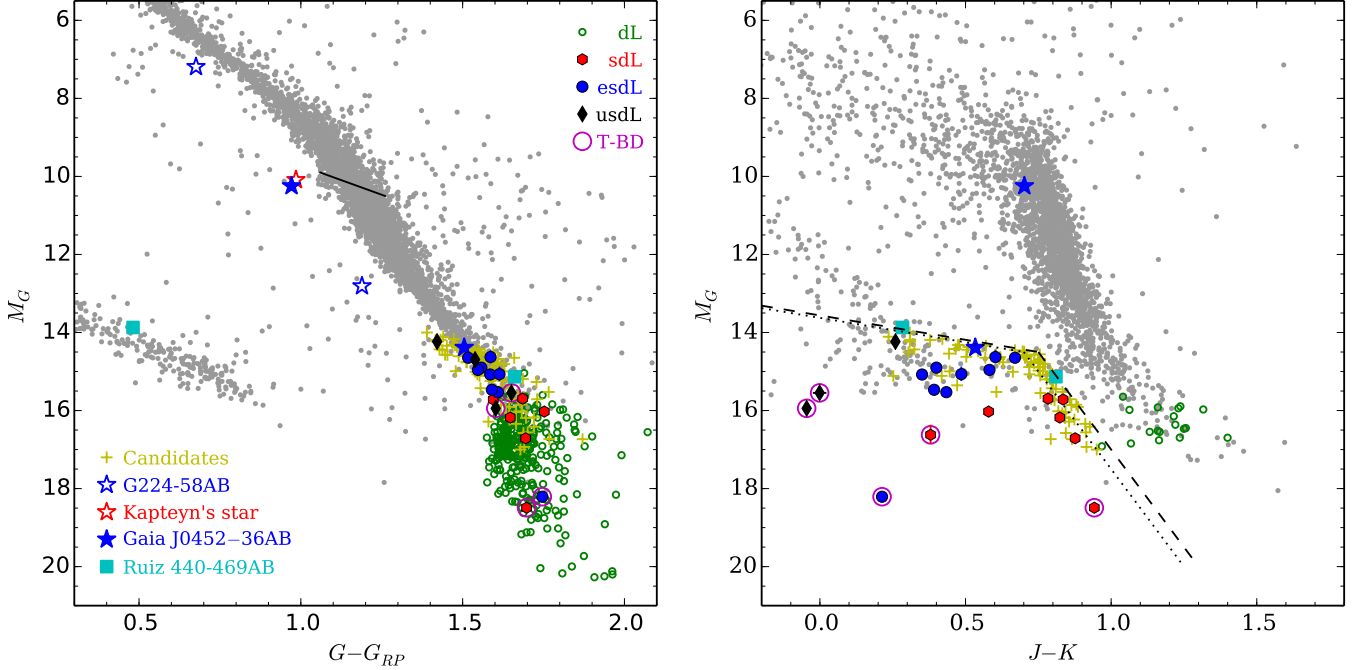 6
8
10
12
14
16
18
20
M_G
0.5
1.0
1.5
2.0
G−G_RP
dL
sdL
esdL
usdL
T-BD
Candidates
G224-58AB
Kapteyn's star
Gaia J0452−36AB
Ruiz 440-469AB
6
8
10
12
14
16
18
20
M_G
0.0
0.5
1.0
1.5
J−K